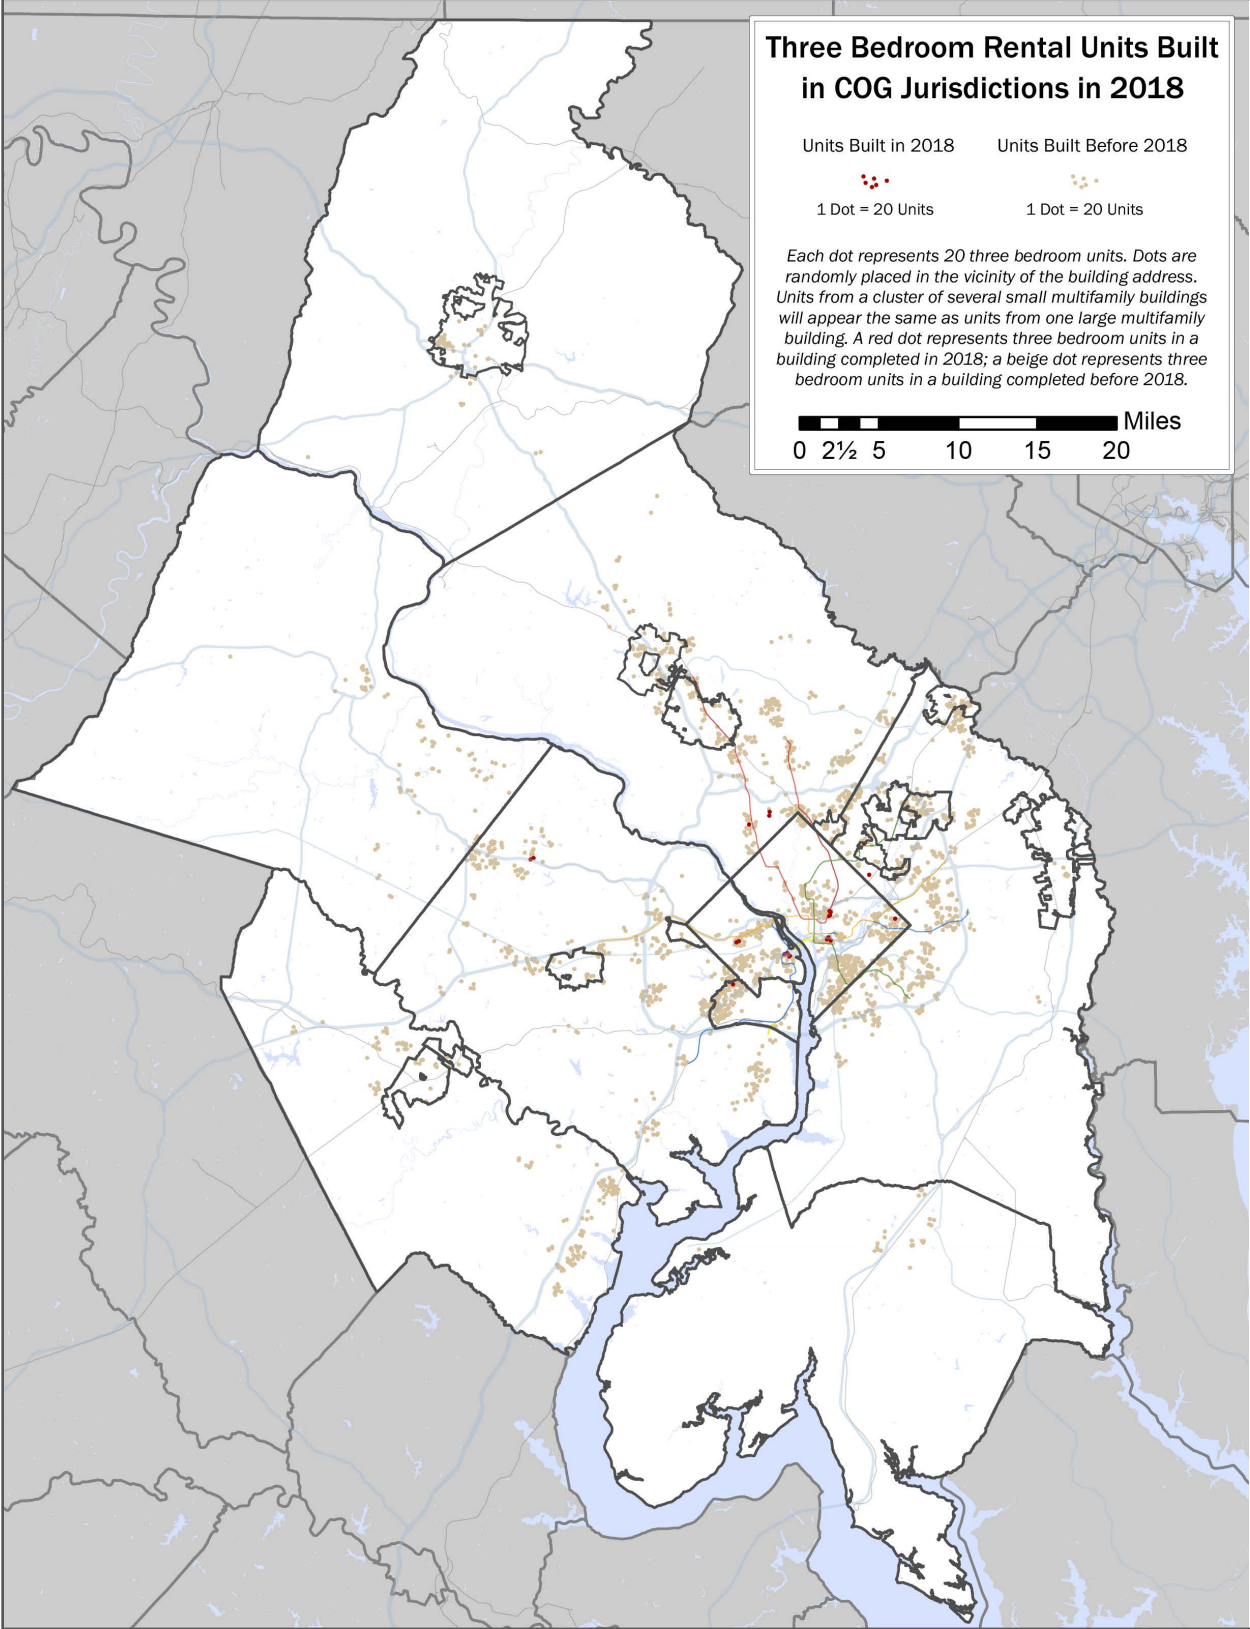 Three Bedroom Rental Units Built
in COG Jurisdictions in 2018
Units Built in 2018
Units Built Before 2018
1 Dot = 20 Units
1 Dot = 20 Units
Each dot represents 20 three bedroom units. Dots are
randomly placed in the vicinity of the building address.
Units from a cluster of several small multifamily buildings
will appear the same as units from one large multifamily
building. A red dot represents three bedroom units in a
building completed in 2018; a beige dot represents three
bedroom units in a building completed before 2018.
Miles
0 2½ 5 10 15 20